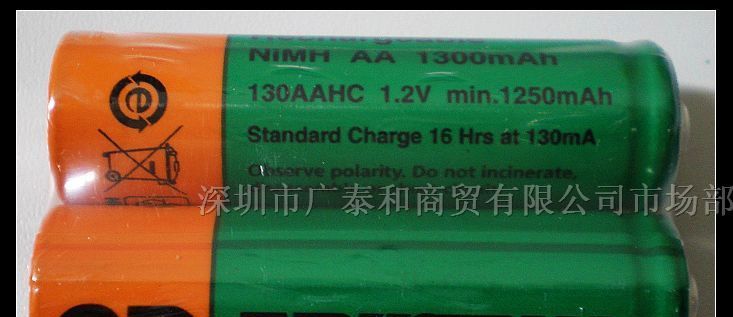 Rechargeable
NiMH AA 1300mAh
130AAHC 1.2V min.1250mAh
Standard Charge 16 Hrs at 130mA
Observe polarity. Do not incinerate,
深圳市广泰和商贸有限公司市场部